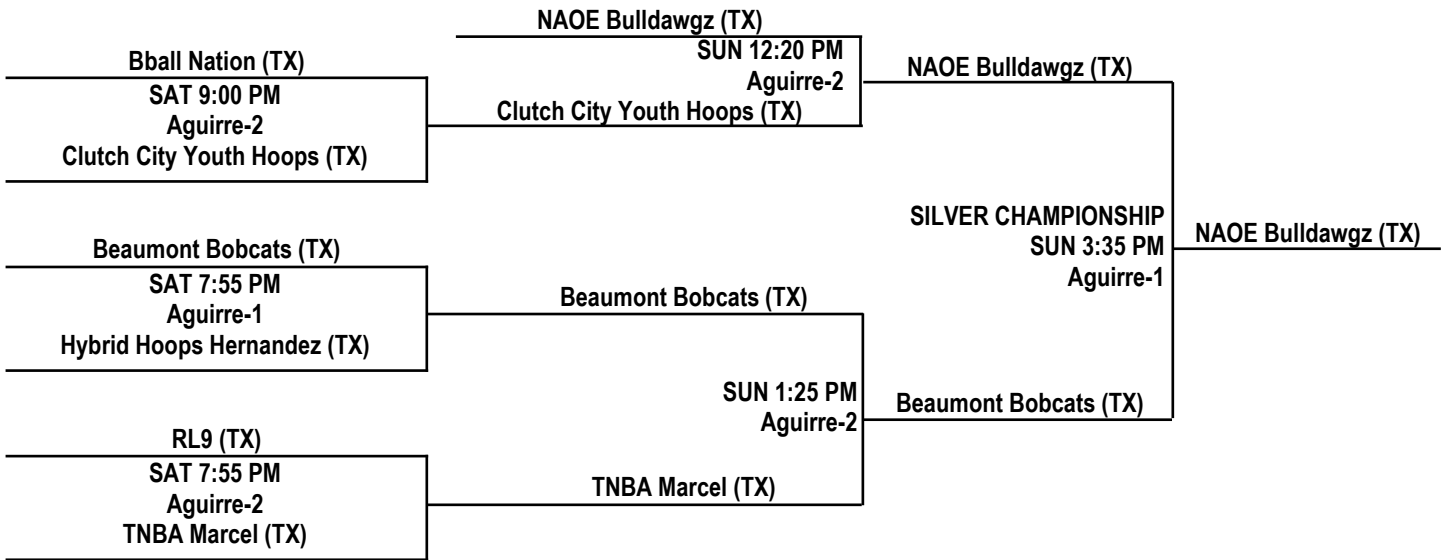 NAOE Bulldawgz (TX)
SUN 12:20 PM
Aguirre-2
Clutch City Youth Hoops (TX)
Bball Nation (TX)
SAT 9:00 PM
Aguirre-2
Clutch City Youth Hoops (TX)
NAOE Bulldawgz (TX)
Beaumont Bobcats (TX)
SAT 7:55 PM
Aguirre-1
Hybrid Hoops Hernandez (TX)
Beaumont Bobcats (TX)
SILVER CHAMPIONSHIP
SUN 3:35 PM
Aguirre-1
NAOE Bulldawgz (TX)
SUN 1:25 PM
Aguirre-2
Beaumont Bobcats (TX)
RL9 (TX)
SAT 7:55 PM
Aguirre-2
TNBA Marcel (TX)
TNBA Marcel (TX)